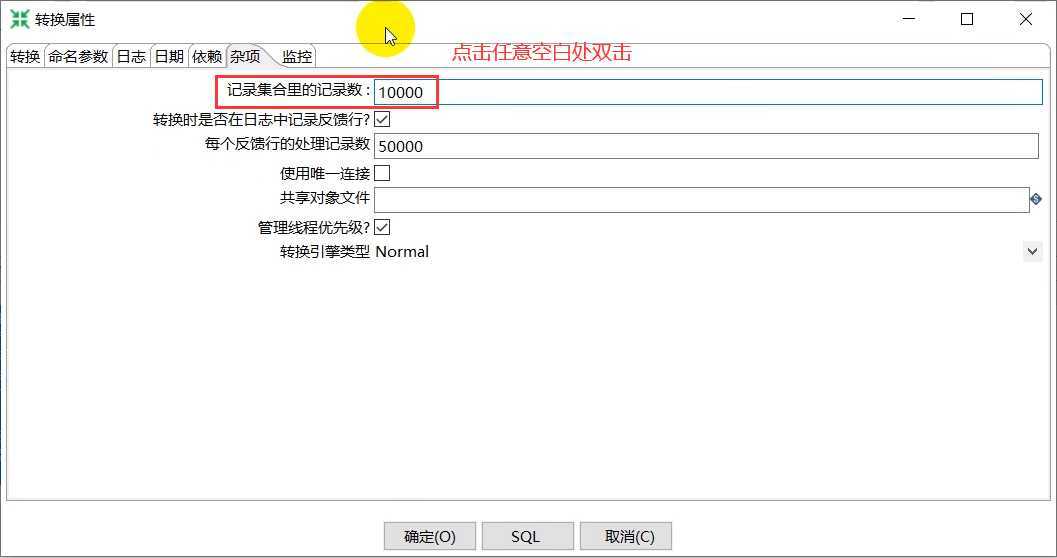 转换属性
转换 命名参数 日志 日期 依赖 杂项 监控
点击任意空白处双击
记录集合里的记录数 : 10000
转换时是否在日志中记录反馈行?
每个反馈行的处理记录数 50000
使用唯一连接
共享对象文件
管理线程优先级?
转换引擎类型 Normal
确定(O) SQL 取消(C)